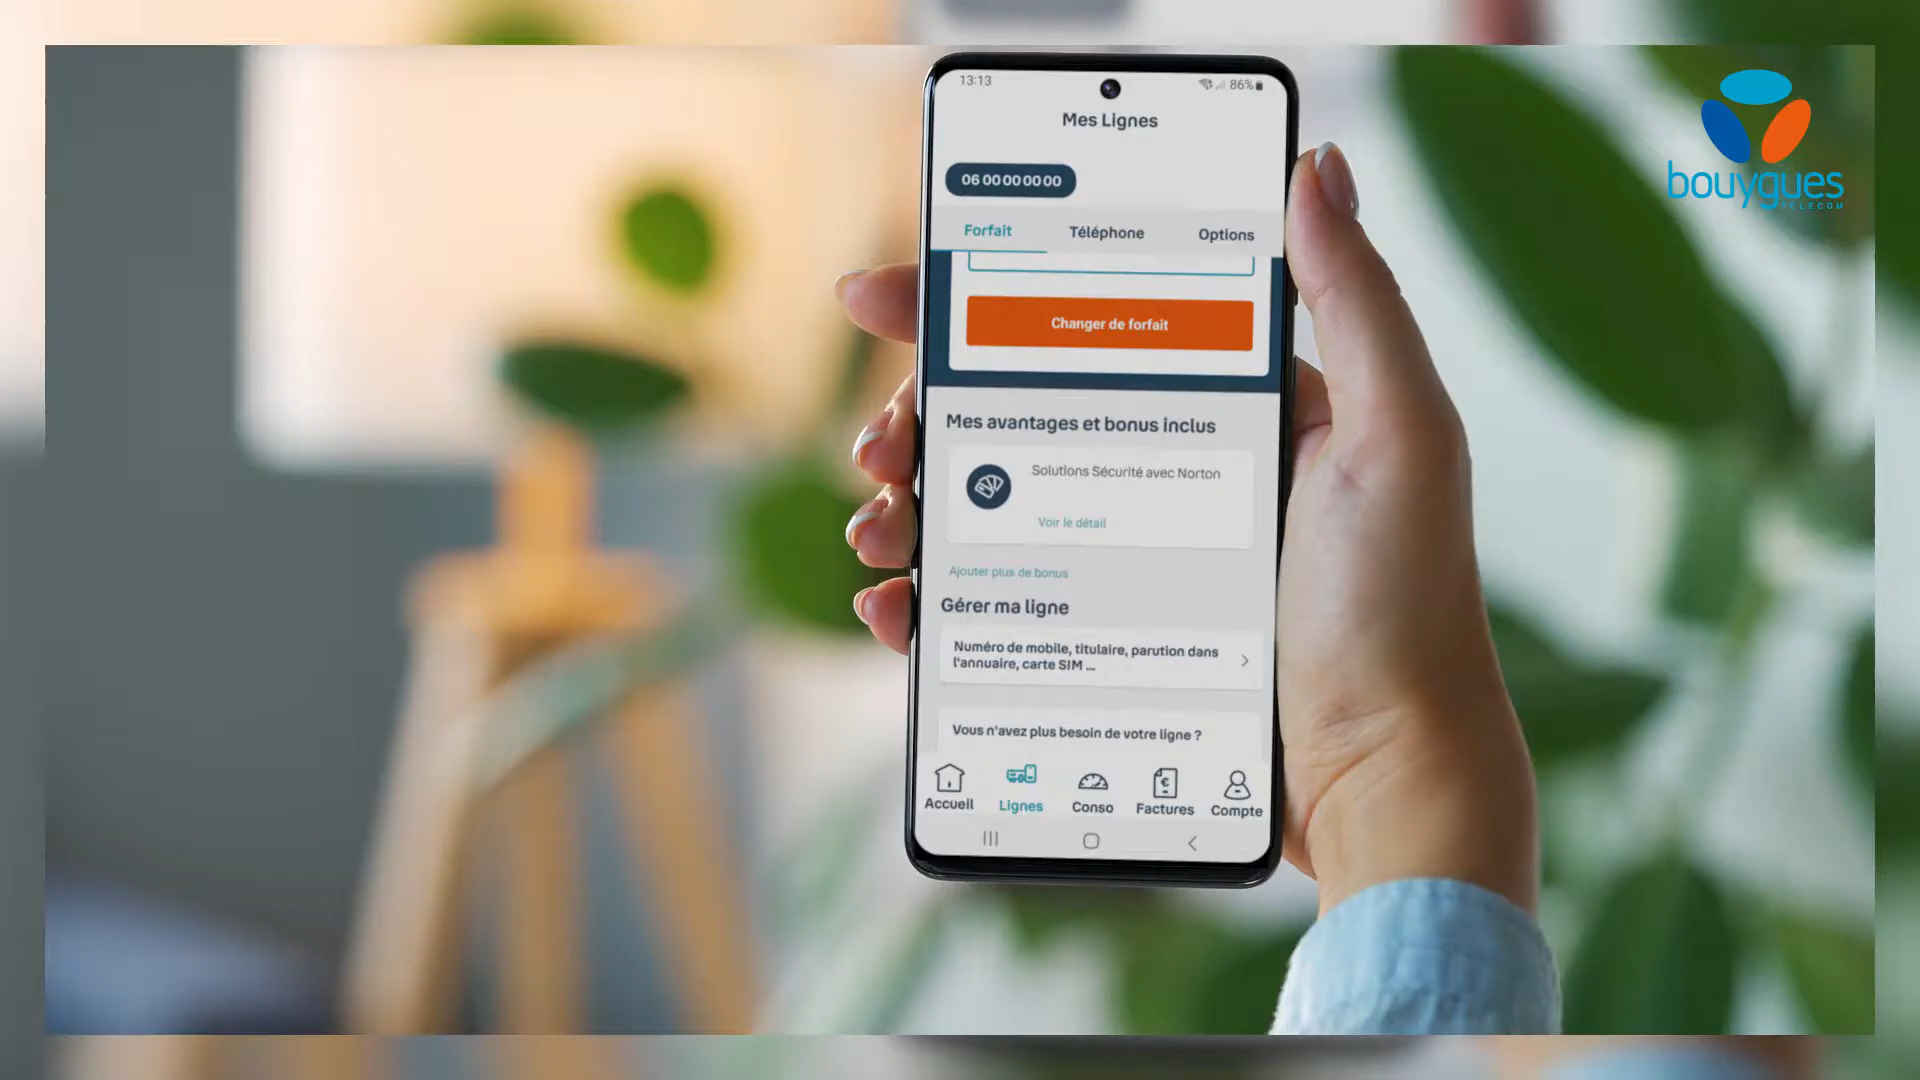 13:13
86%
Mes Lignes
06 00 00 00 00
Forfait
Téléphone
Options
Changer de forfait
Mes avantages et bonus inclus
Solutions Sécurité avec Norton
Voir le détail
Ajouter plus de bonus
Gérer ma ligne
Numéro de mobile, titulaire, parution dans
l'annuaire, carte SIM ...
Vous n'avez plus besoin de votre ligne ?
Accueil
Lignes
Conso
Factures
Compte
bouygues
TELECOM